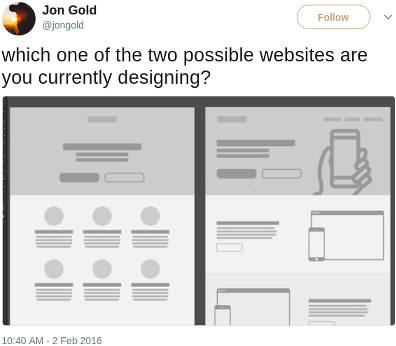 Jon Gold
@jongold
Follow
which one of the two possible websites are
you currently designing?
10:40 AM - 2 Feb 2016